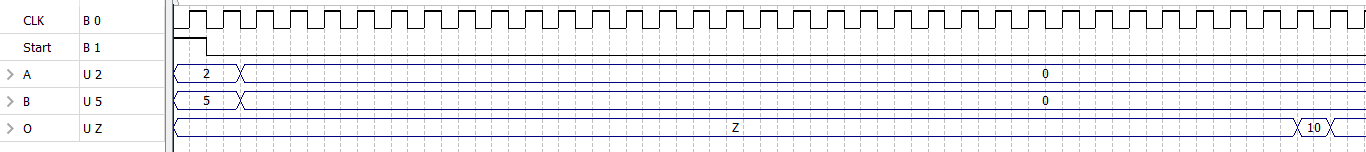 CLK B 0
Start B 1
A U 2 2 0
B U 5 5 0
O U Z Z 10